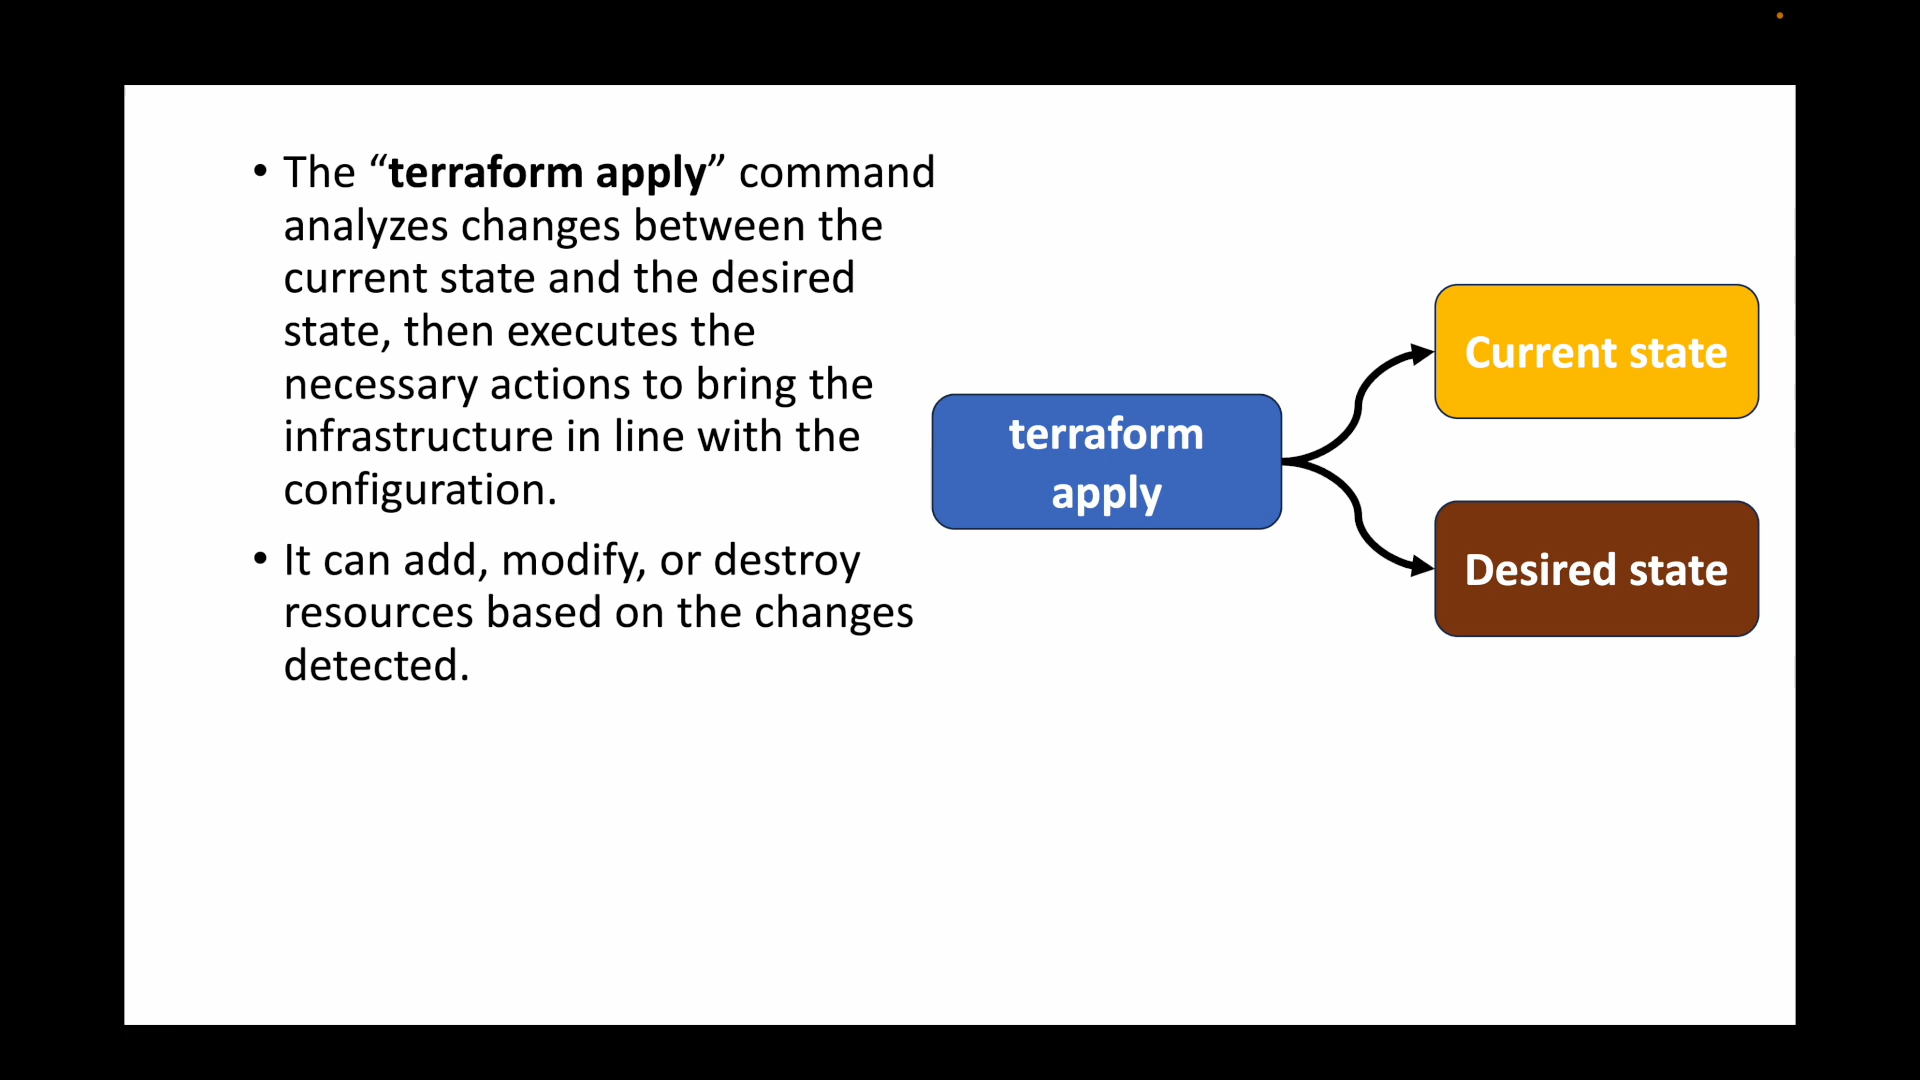 • The “terraform apply” command
analyzes changes between the
current state and the desired
state, then executes the
necessary actions to bring the
infrastructure in line with the
configuration.
• It can add, modify, or destroy
resources based on the changes
detected.
terraform
apply
Current state
Desired state